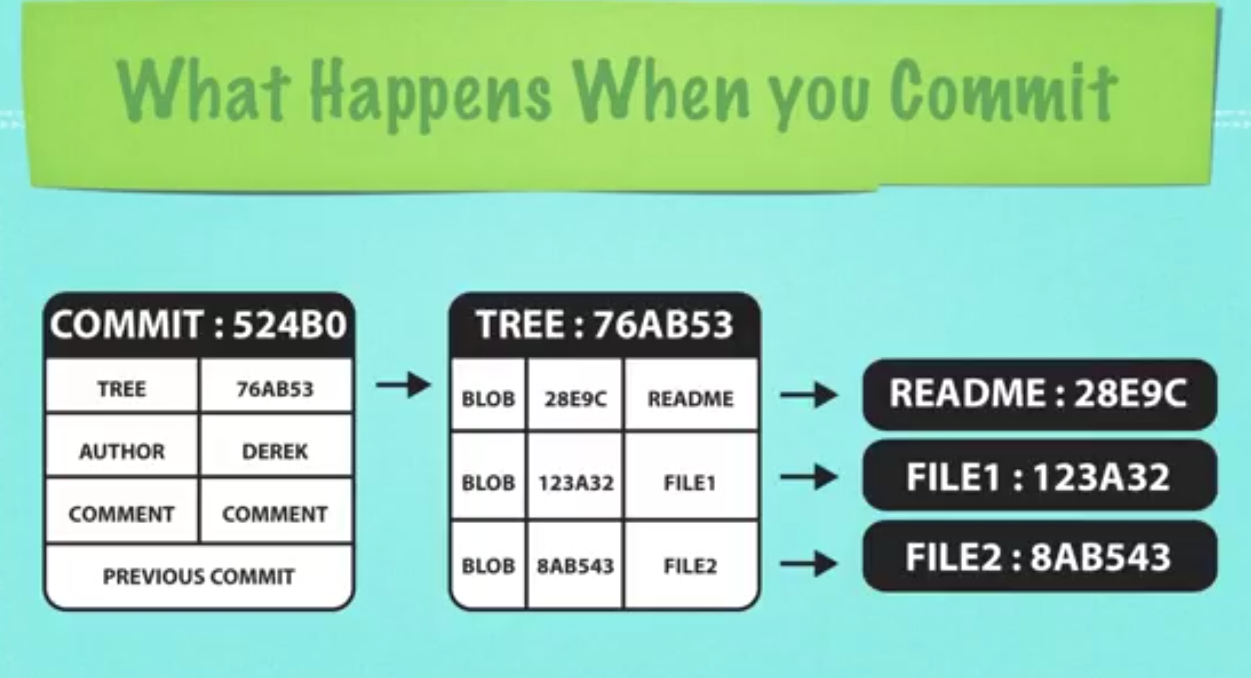 What Happens When you Commit
COMMIT : 524B0
TREE 76AB53
AUTHOR DEREK
COMMENT COMMENT
PREVIOUS COMMIT
TREE : 76AB53
BLOB 28E9C README
BLOB 123A32 FILE1
BLOB 8AB543 FILE2
README : 28E9C
FILE1 : 123A32
FILE2 : 8AB543